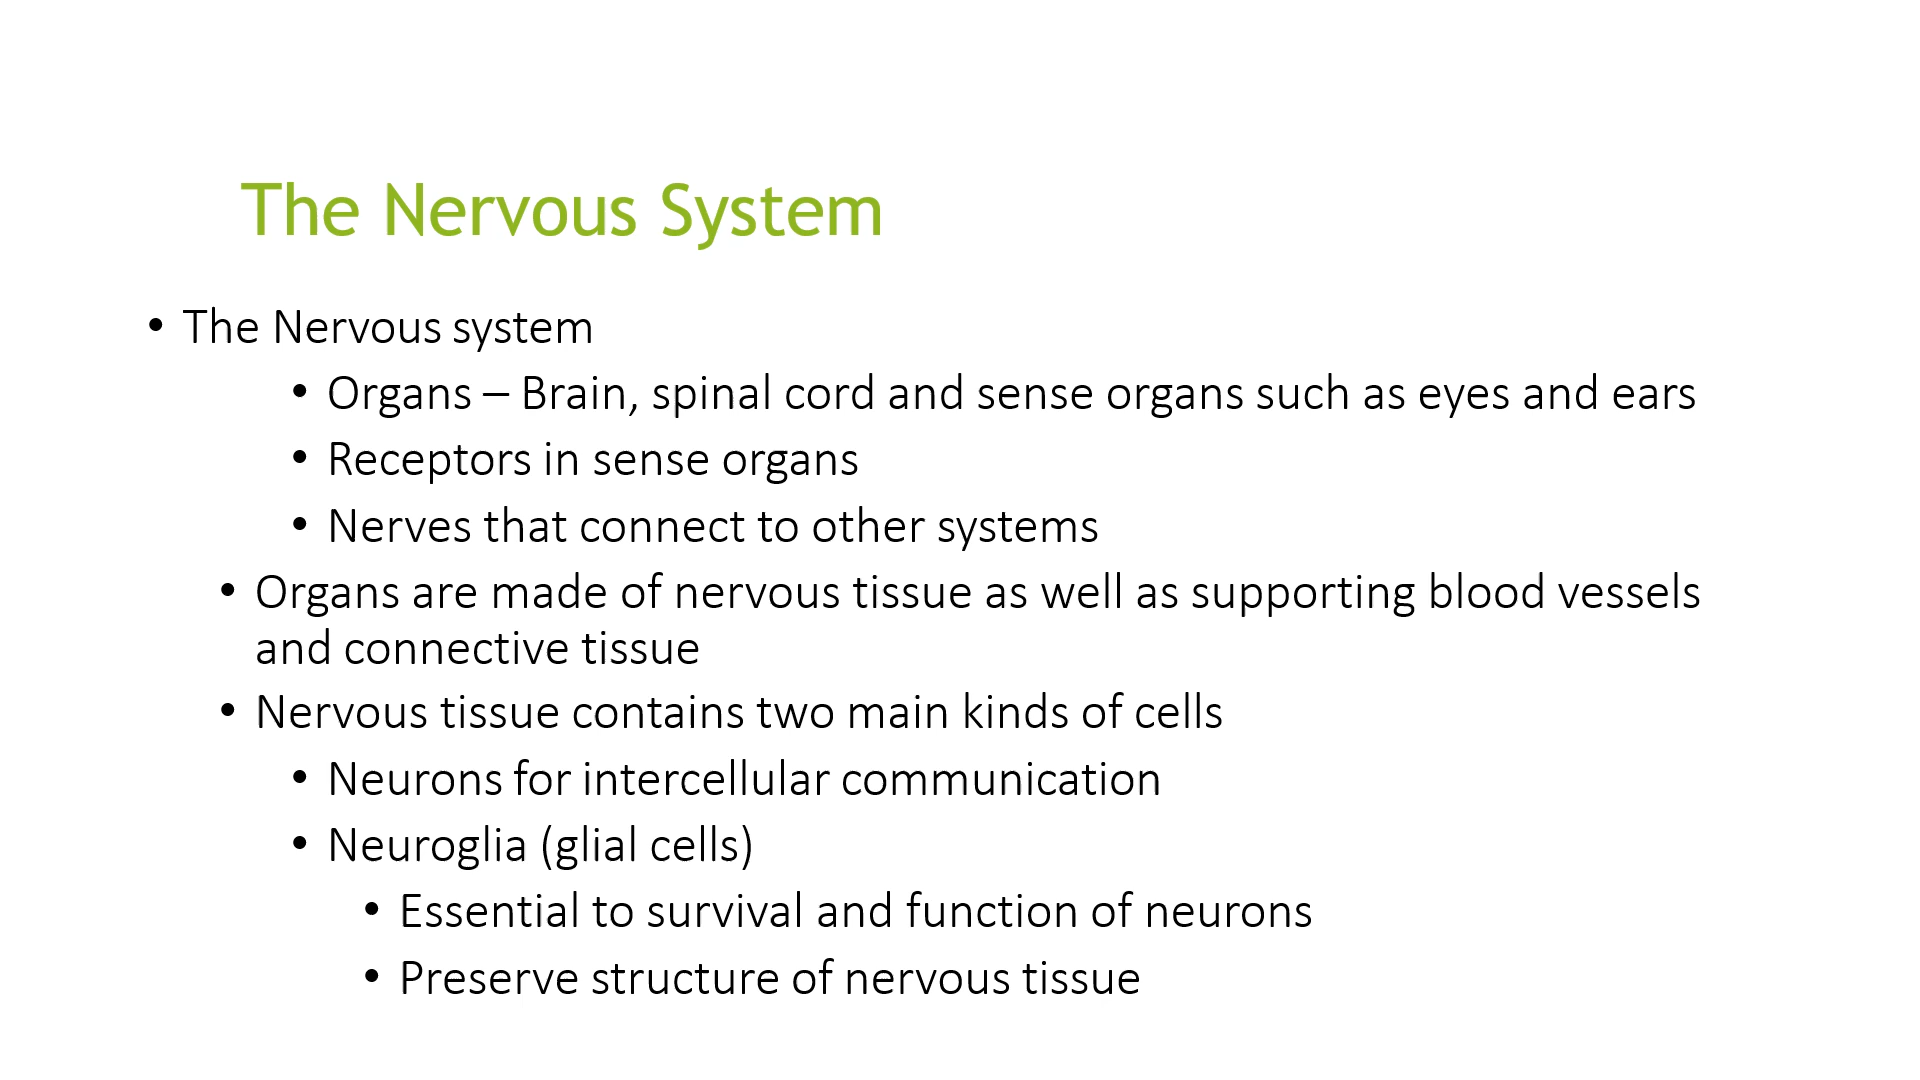 The Nervous System
• The Nervous system
• Organs – Brain, spinal cord and sense organs such as eyes and ears
• Receptors in sense organs
• Nerves that connect to other systems
• Organs are made of nervous tissue as well as supporting blood vessels
and connective tissue
• Nervous tissue contains two main kinds of cells
• Neurons for intercellular communication
• Neuroglia (glial cells)
• Essential to survival and function of neurons
• Preserve structure of nervous tissue